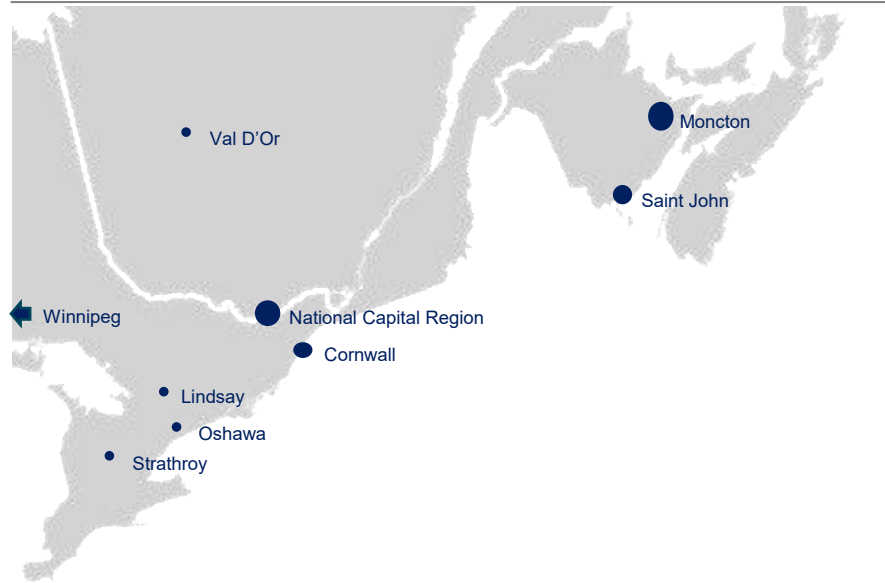 Moncton
Val D’Or
Saint John
Winnipeg
National Capital Region
Cornwall
Lindsay
Oshawa
Strathroy